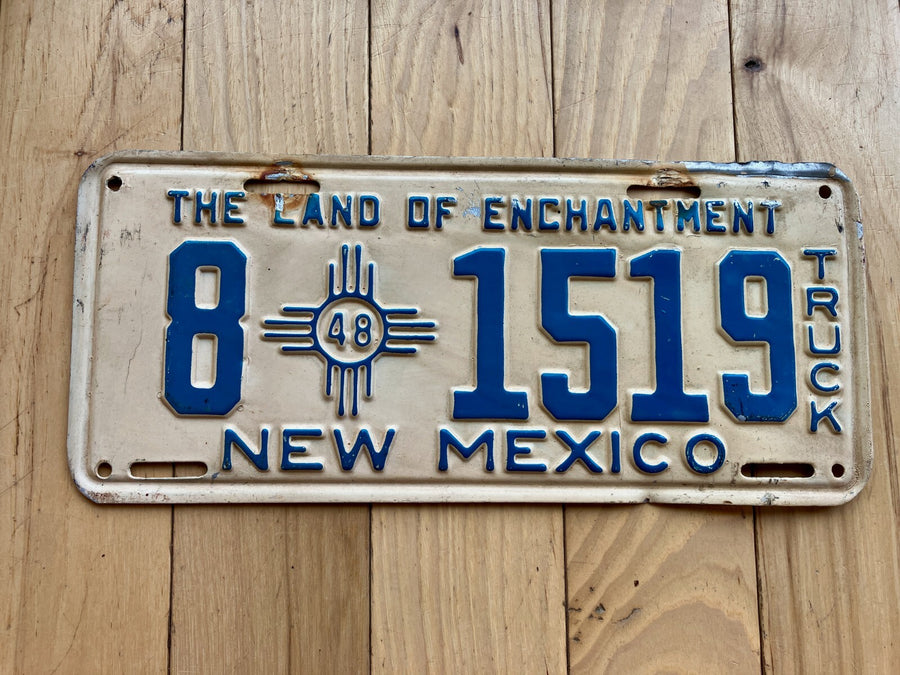 THE LAND OF ENCHANTMENT
8 48 1519 TRUCK
NEW MEXICO